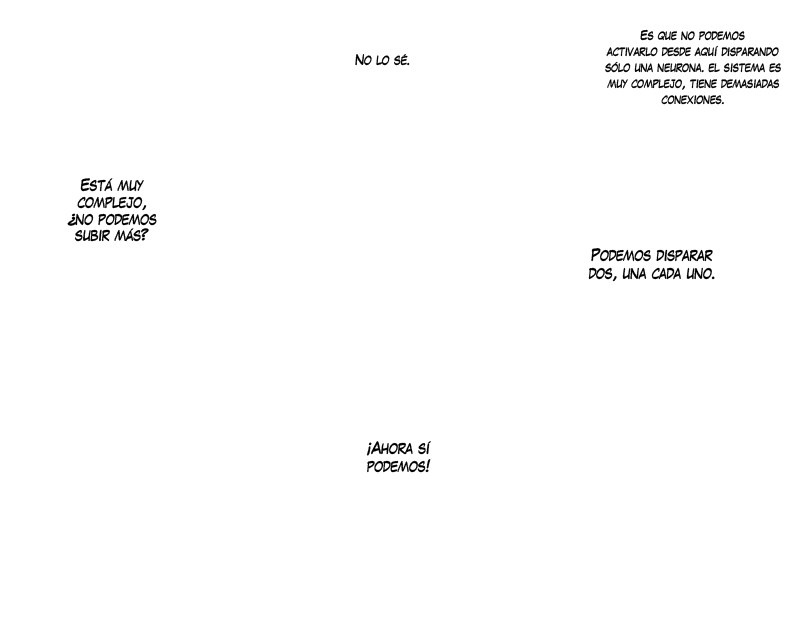 No lo sé.
Es que no podemos
activarlo desde aquí disparando
sólo una neurona. el sistema es
muy complejo, tiene demasiadas
conexiones.
Está muy
complejo,
¿no podemos
subir más?
Podemos disparar
dos, una cada uno.
¡Ahora sí
podemos!